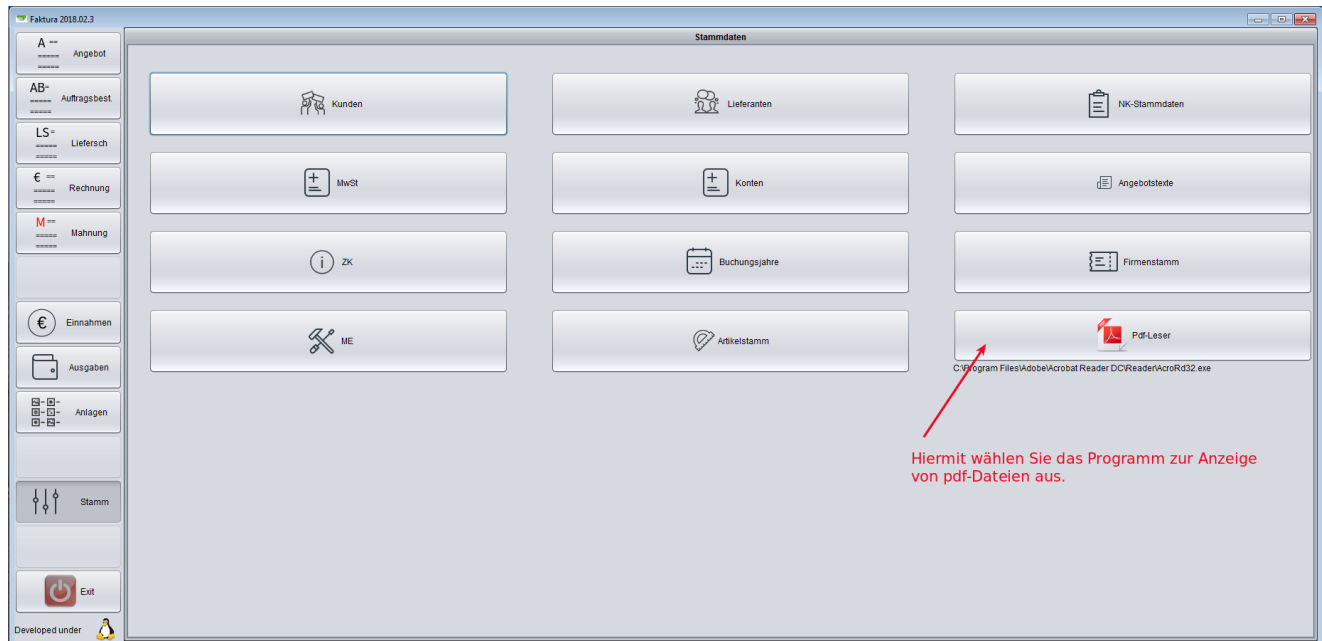 Faktura 2018.02.3
Stammdaten
A --
Angebot
AB-
Auftragsbest.
LS=
Liefersch
€ ==
Rechnung
M ==
Mahnung
€
Einnahmen
Ausgaben
Anlagen
Stamm
Exit
Developed under
Kunden
Lieferanten
NK-Stammdaten
MwSt
Konten
Angebotstexte
ZK
Buchungsjahre
Firmenstamm
ME
Artikelstamm
Pdf-Leser
C:\Program Files\Adobe\Acrobat Reader DC\Reader\AcroRd32.exe
Hiermit wählen Sie das Programm zur Anzeige
von pdf-Dateien aus.